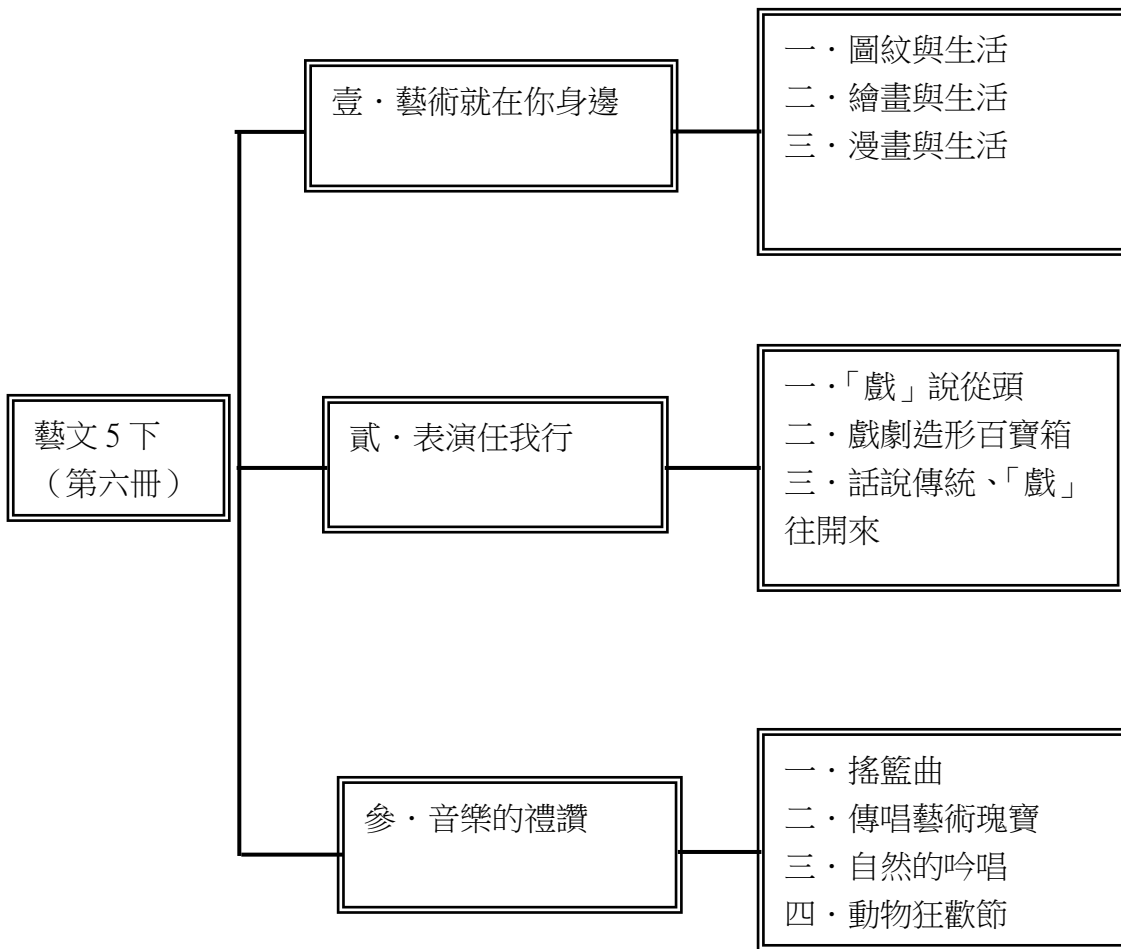 藝文 5 下
（第六冊）
壹．藝術就在你身邊
一．圖紋與生活
二．繪畫與生活
三．漫畫與生活
貳．表演任我行
一．「戲」說從頭
二．戲劇造形百寶箱
三．話說傳統、「戲」
往開來
參．音樂的禮讚
一．搖籃曲
二．傳唱藝術瑰寶
三．自然的吟唱
四．動物狂歡節